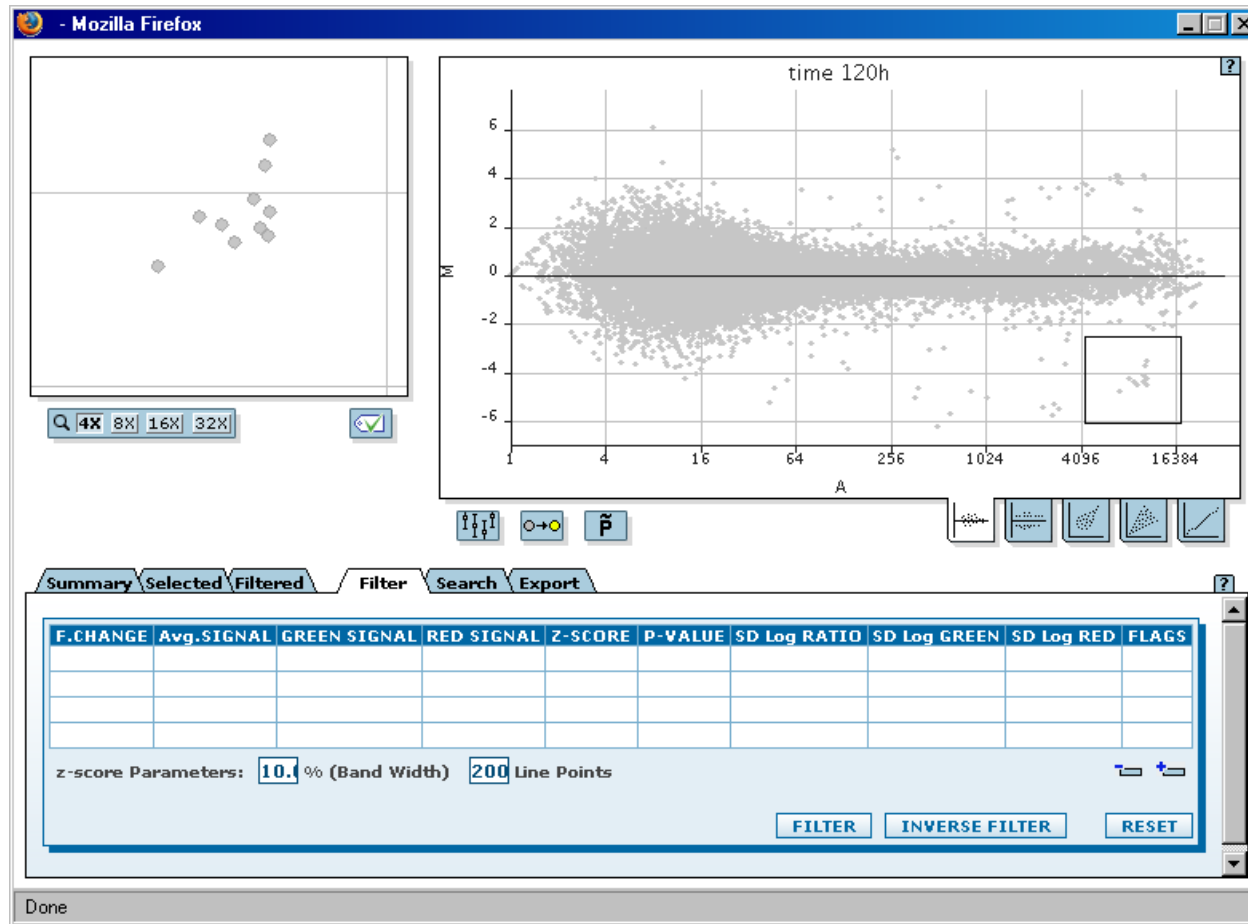 - Mozilla Firefox
time 120h
?
6
4
2
0
-2
-4
-6
M
1 4 16 64 256 1024 4096 16384
A
4X 8X 16X 32X
P̃
Summary Selected Filtered Filter Search Export
?
F.CHANGE Avg.SIGNAL GREEN SIGNAL RED SIGNAL Z-SCORE P-VALUE SD Log RATIO SD Log GREEN SD Log RED FLAGS
z-score Parameters: 10. % (Band Width) 200 Line Points
FILTER INVERSE FILTER RESET
Done